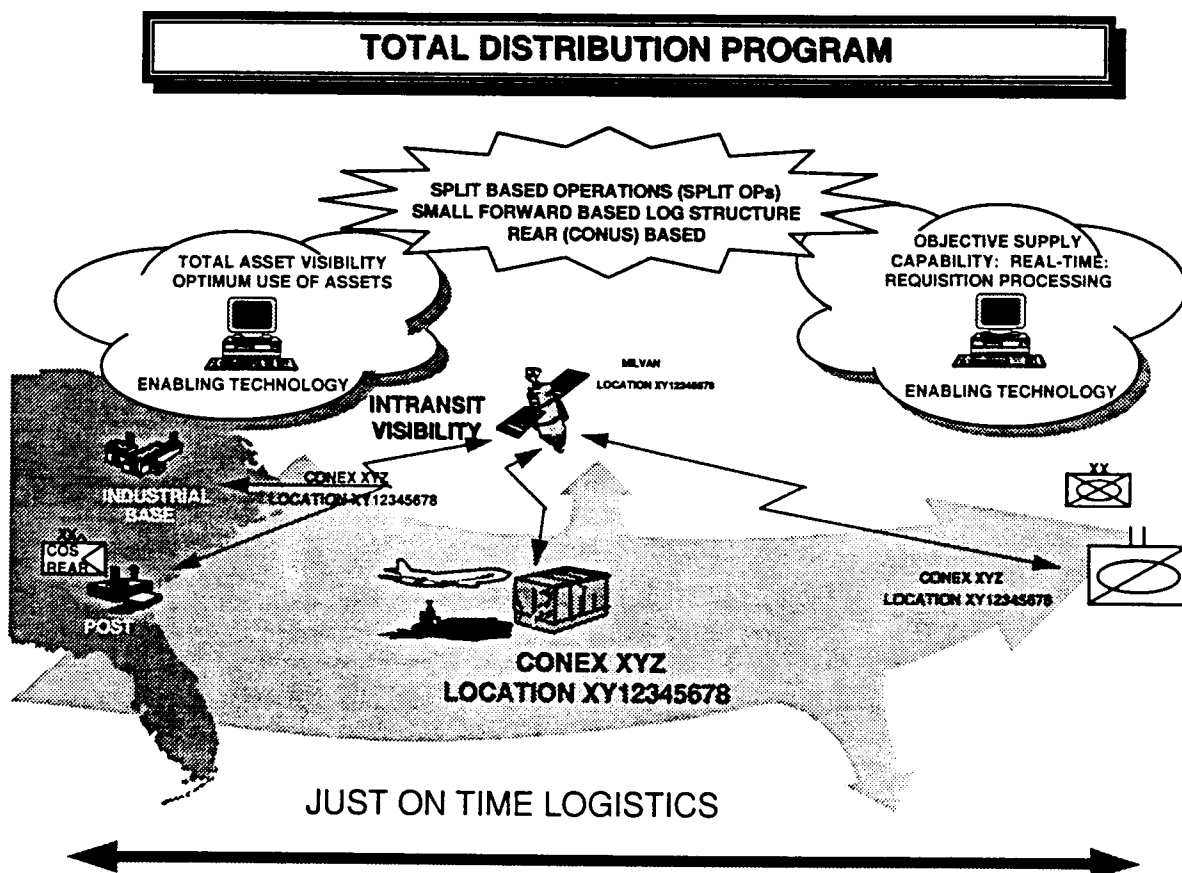 TOTAL DISTRIBUTION PROGRAM
SPLIT BASED OPERATIONS (SPLIT OPs)
SMALL FORWARD BASED LOG STRUCTURE
REAR (CONUS) BASED
TOTAL ASSET VISIBILITY
OPTIMUM USE OF ASSETS
ENABLING TECHNOLOGY
OBJECTIVE SUPPLY
CAPABILITY: REAL-TIME:
REQUISITION PROCESSING
ENABLING TECHNOLOGY
MILVAN
LOCATION XY12345678
INTRANSIT
VISIBILITY
INDUSTRIAL
BASE
CONEX XYZ
LOCATION XY12345678
XX
XX
COS
REAR
POST
CONEX XYZ
LOCATION XY12345678
CONEX XYZ
LOCATION XY12345678
JUST ON TIME LOGISTICS